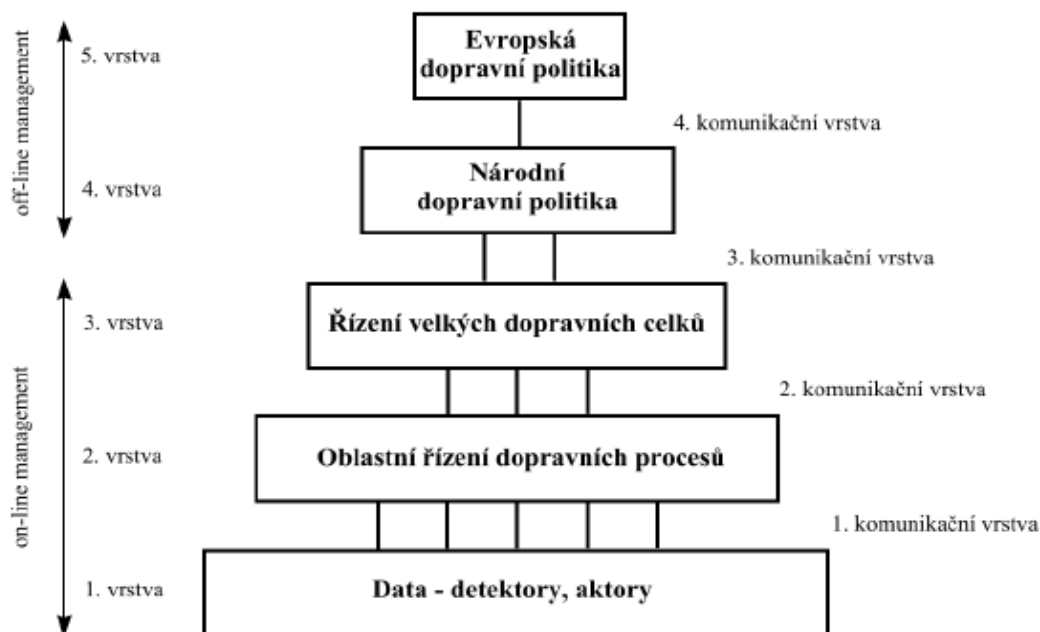 Evropská
dopravní politika
5. vrstva
off-line management
4. komunikační vrstva
Národní
dopravní politika
4. vrstva
3. komunikační vrstva
Řízení velkých dopravních celků
3. vrstva
2. komunikační vrstva
on-line management
Oblastní řízení dopravních procesů
2. vrstva
1. komunikační vrstva
Data - detektory, aktory
1. vrstva